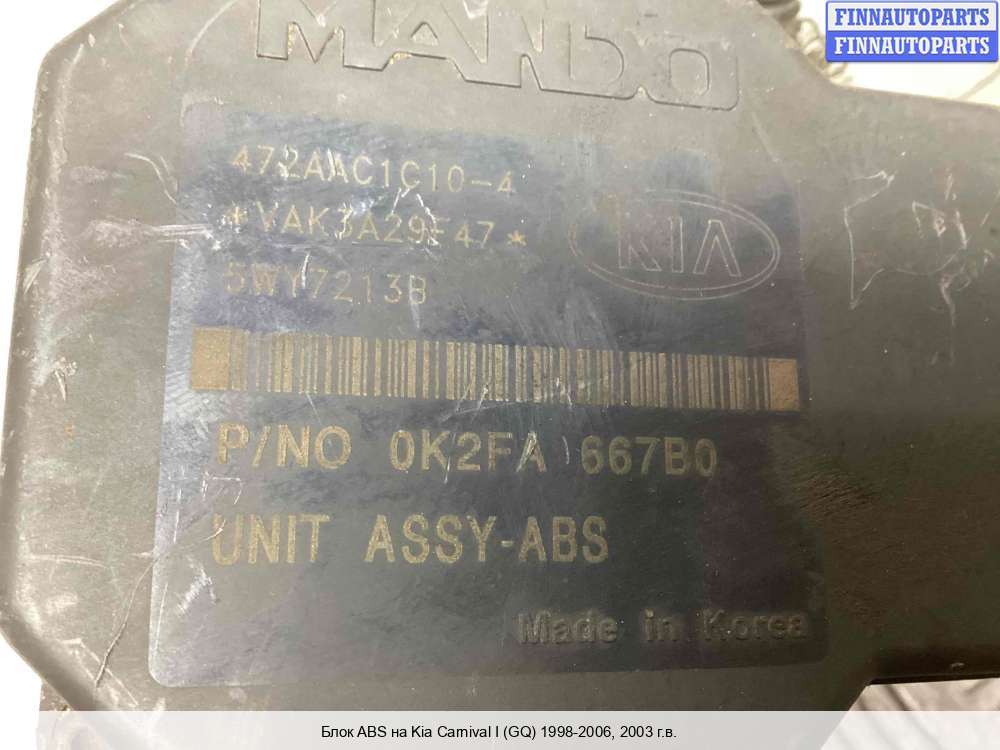 FINNAUTOPARTS
FINNAUTOPARTS
MANDO
472AAC1C10-4
*VAK3A29F47*
5WY7213B
KIA
P/NO 0K2FA 667B0
UNIT ASSY-ABS
Made in Korea
Блок ABS на Kia Carnival I (GQ) 1998-2006, 2003 г.в.